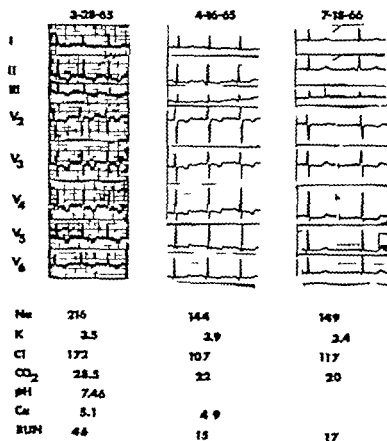 3-28-65 4-16-65 7-18-66
I
II
III
V2
V3
V4
V5
V6
Na 216 144 149
K 3.5 3.9 3.4
Cl 172 107 117
CO2 28.5 22 20
pH 7.46
Ca 5.1 4.9
BUN 46 15 17